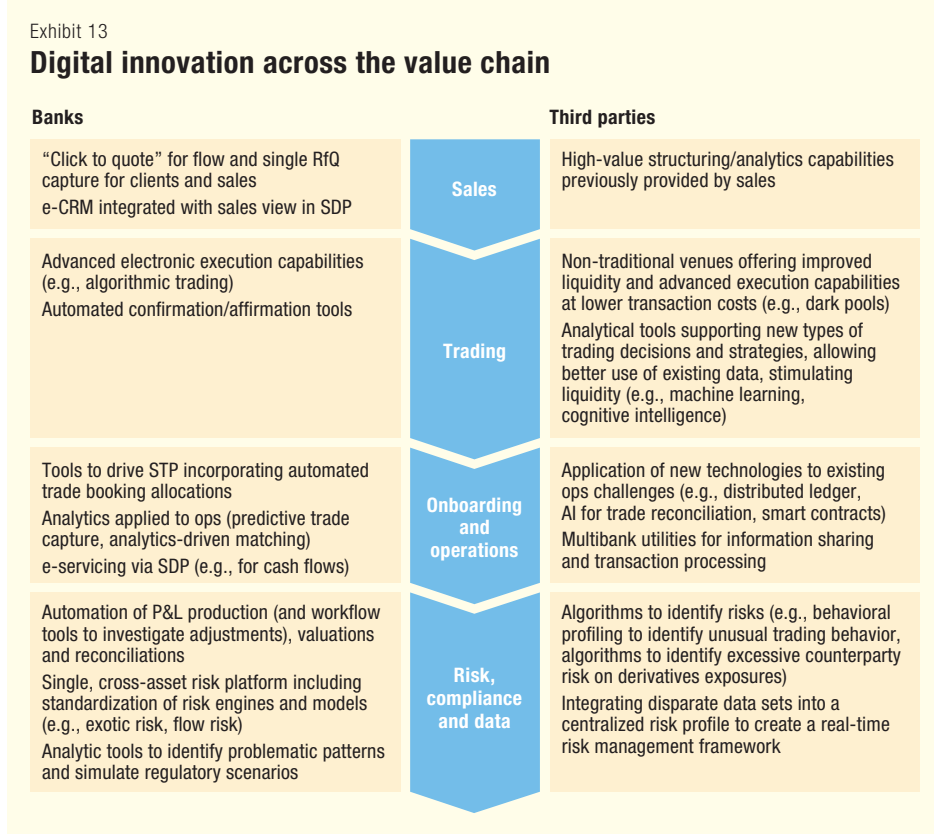 Exhibit 13
Digital innovation across the value chain
Banks
Third parties
“Click to quote” for flow and single RfQ
capture for clients and sales
e-CRM integrated with sales view in SDP
Sales
High-value structuring/analytics capabilities
previously provided by sales
Advanced electronic execution capabilities
(e.g., algorithmic trading)
Automated confirmation/affirmation tools
Trading
Non-traditional venues offering improved
liquidity and advanced execution capabilities
at lower transaction costs (e.g., dark pools)
Analytical tools supporting new types of
trading decisions and strategies, allowing
better use of existing data, stimulating
liquidity (e.g., machine learning,
cognitive intelligence)
Tools to drive STP incorporating automated
trade booking allocations
Analytics applied to ops (predictive trade
capture, analytics-driven matching)
e-servicing via SDP (e.g., for cash flows)
Onboarding
and
operations
Application of new technologies to existing
ops challenges (e.g., distributed ledger,
AI for trade reconciliation, smart contracts)
Multibank utilities for information sharing
and transaction processing
Automation of P&L production (and workflow
tools to investigate adjustments), valuations
and reconciliations
Single, cross-asset risk platform including
standardization of risk engines and models
(e.g., exotic risk, flow risk)
Analytic tools to identify problematic patterns
and simulate regulatory scenarios
Risk,
compliance
and data
Algorithms to identify risks (e.g., behavioral
profiling to identify unusual trading behavior,
algorithms to identify excessive counterparty
risk on derivatives exposures)
Integrating disparate data sets into a
centralized risk profile to create a real-time
risk management framework